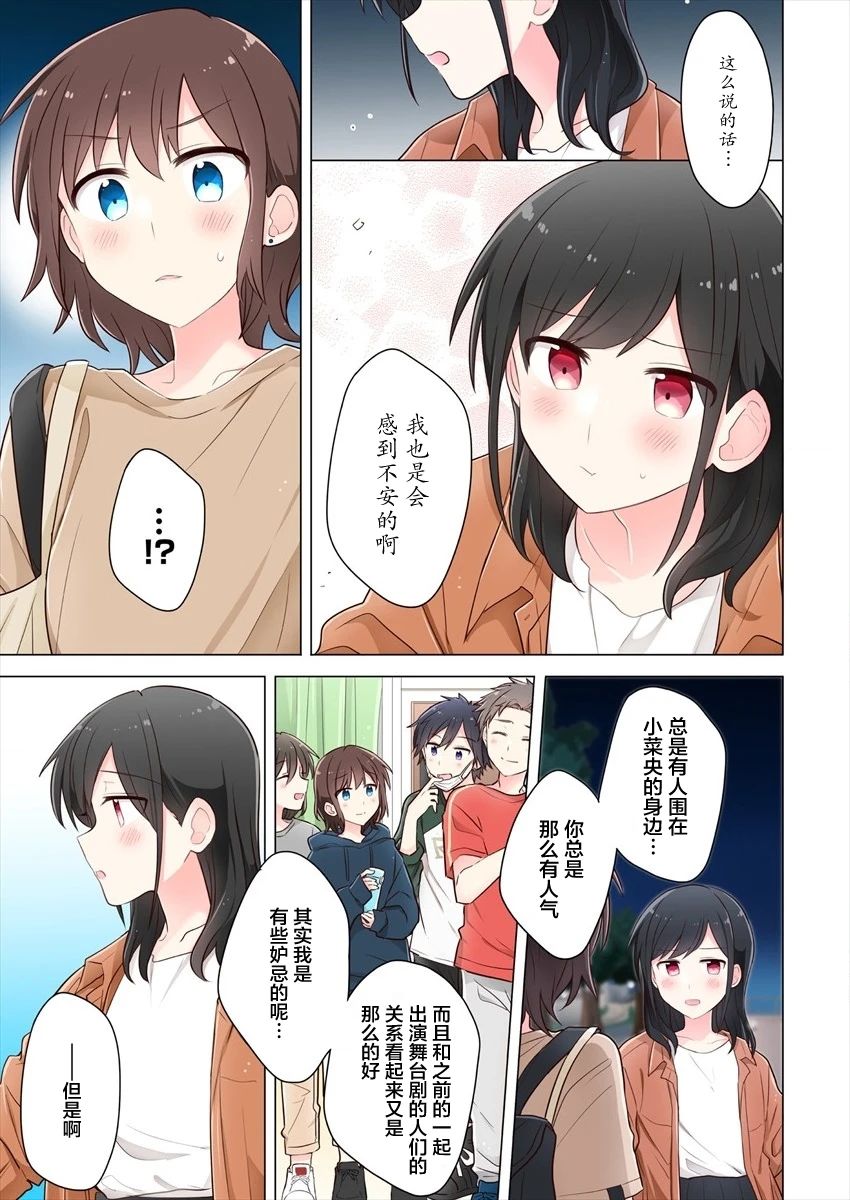 这么说的话…
我也是会
感到不安的啊
…!?
总是有人围在
小菜央的身边…
你总是
那么有人气
而且和之前的一起
出演舞台剧的人们的
关系看起来又是
那么的好
其实我是
有些妒忌的呢…
——但是啊